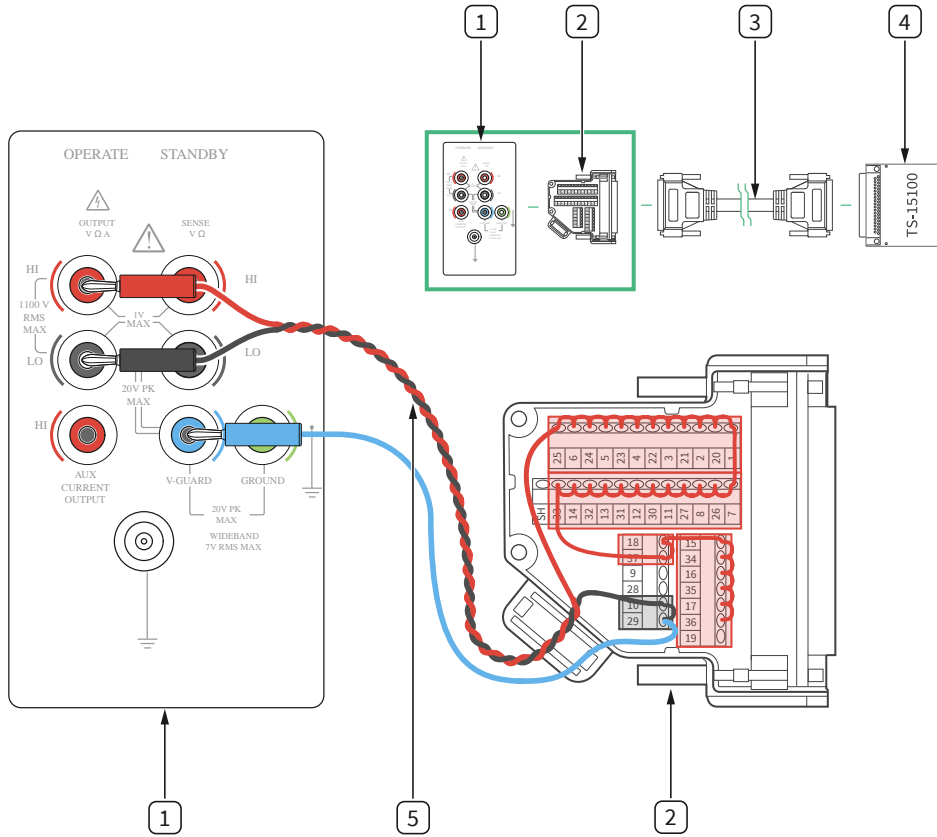 1
2
3
4
TS-15100
OPERATE STANDBY
OUTPUT
V Ω A
SENSE
V Ω
HI
HI
1100 V
RMS
MAX
1V
MAX
LO
LO
20V PK
MAX
HI
AUX
CURRENT
OUTPUT
V-GUARD
GROUND
20V PK
MAX
WIDEBAND
7V RMS MAX
25 6 24 5 23 4 22 3 21 2 20 1
SH 33 14 32 13 31 12 30 11 27 8 26 7
18
37
9
28
10
29
15
34
16
35
17
36
19
1
5
2